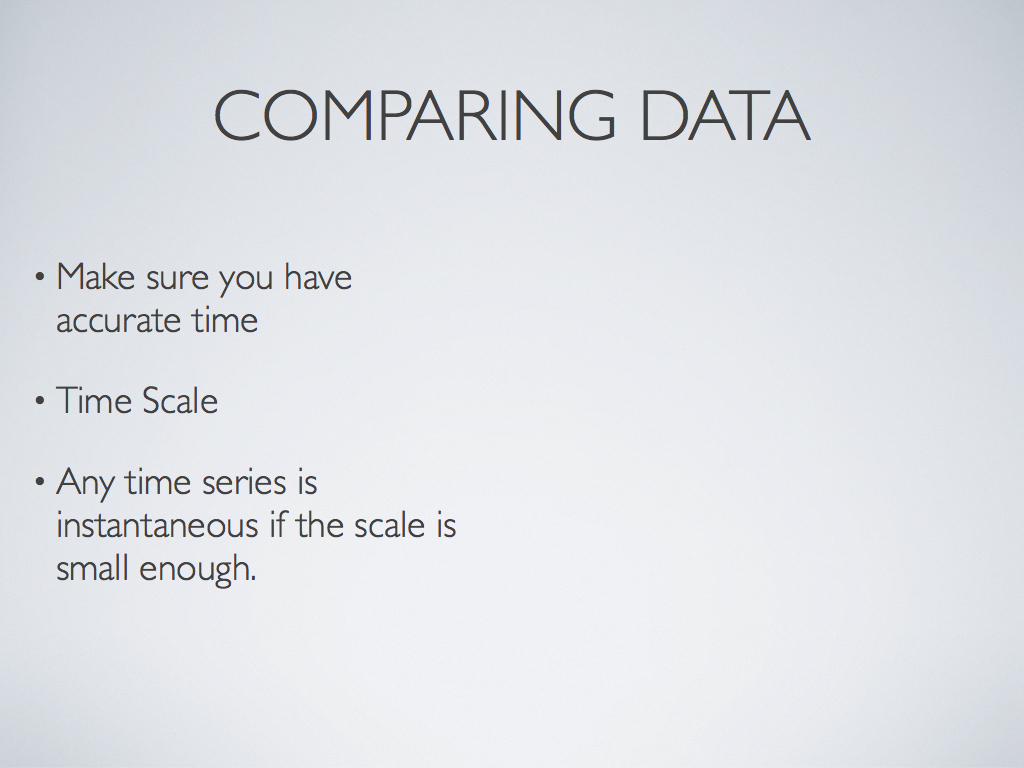 COMPARING DATA
• Make sure you have
accurate time
• Time Scale
• Any time series is
instantaneous if the scale is
small enough.